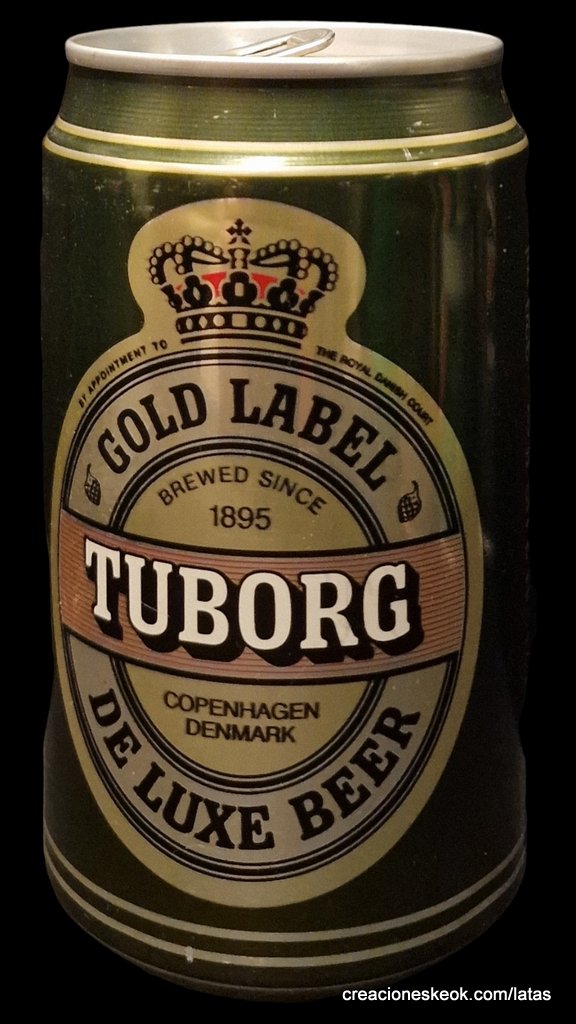 BY APPOINTMENT TO
THE ROYAL DANISH COURT
GOLD LABEL
BREWED SINCE
1895
TUBORG
COPENHAGEN
DENMARK
DE LUXE BEER
creacioneskeok.com/latas